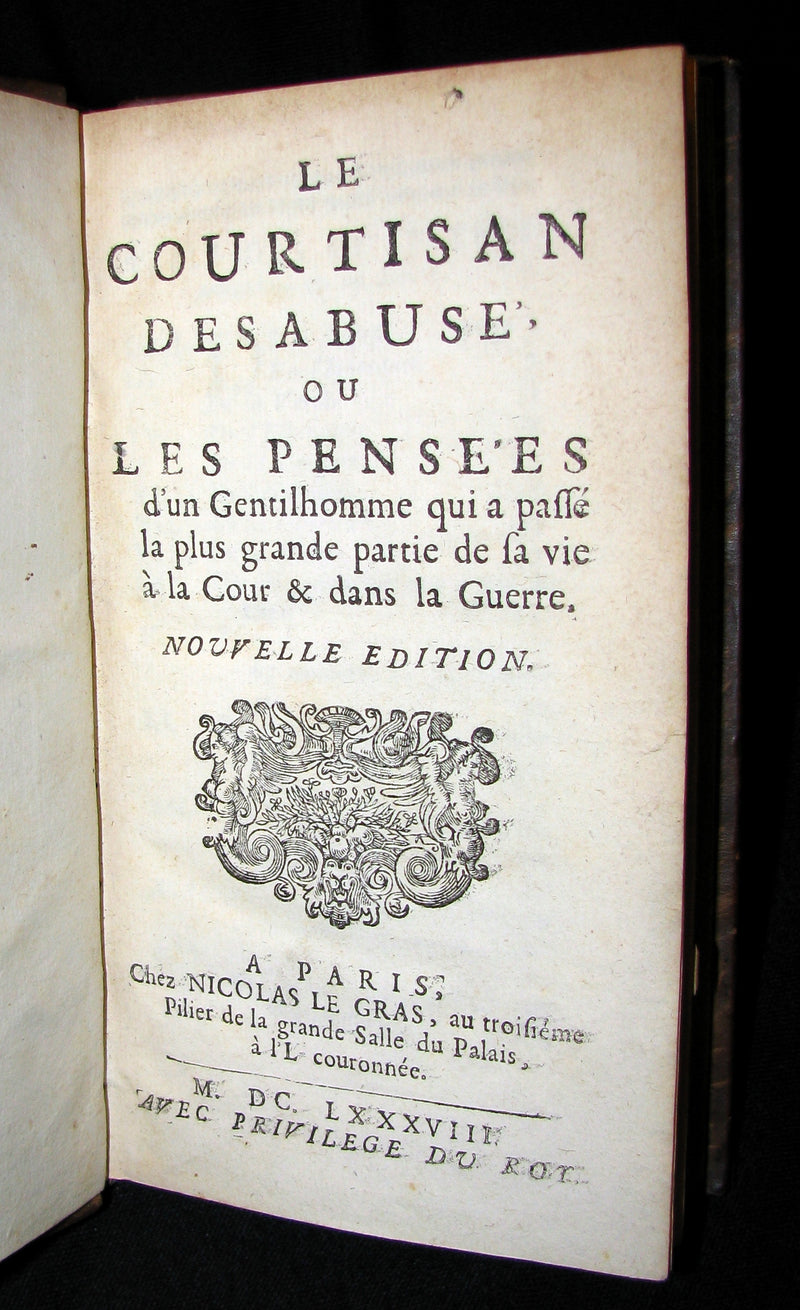 LE
COURTISAN
DESABUSE',
OU
LES PENSE'ES
d'un Gentilhomme qui a paſſé
la plus grande partie de ſa vie
à la Cour & dans la Guerre.
NOUVELLE EDITION.
A PARIS,
Chez NICOLAS LE GRAS, au troiſiéme
Pilier de la grande Salle du Palais,
à l'L couronnée.
M. DC. LXXXVIII.
AVEC PRIVILEGE DU ROY.